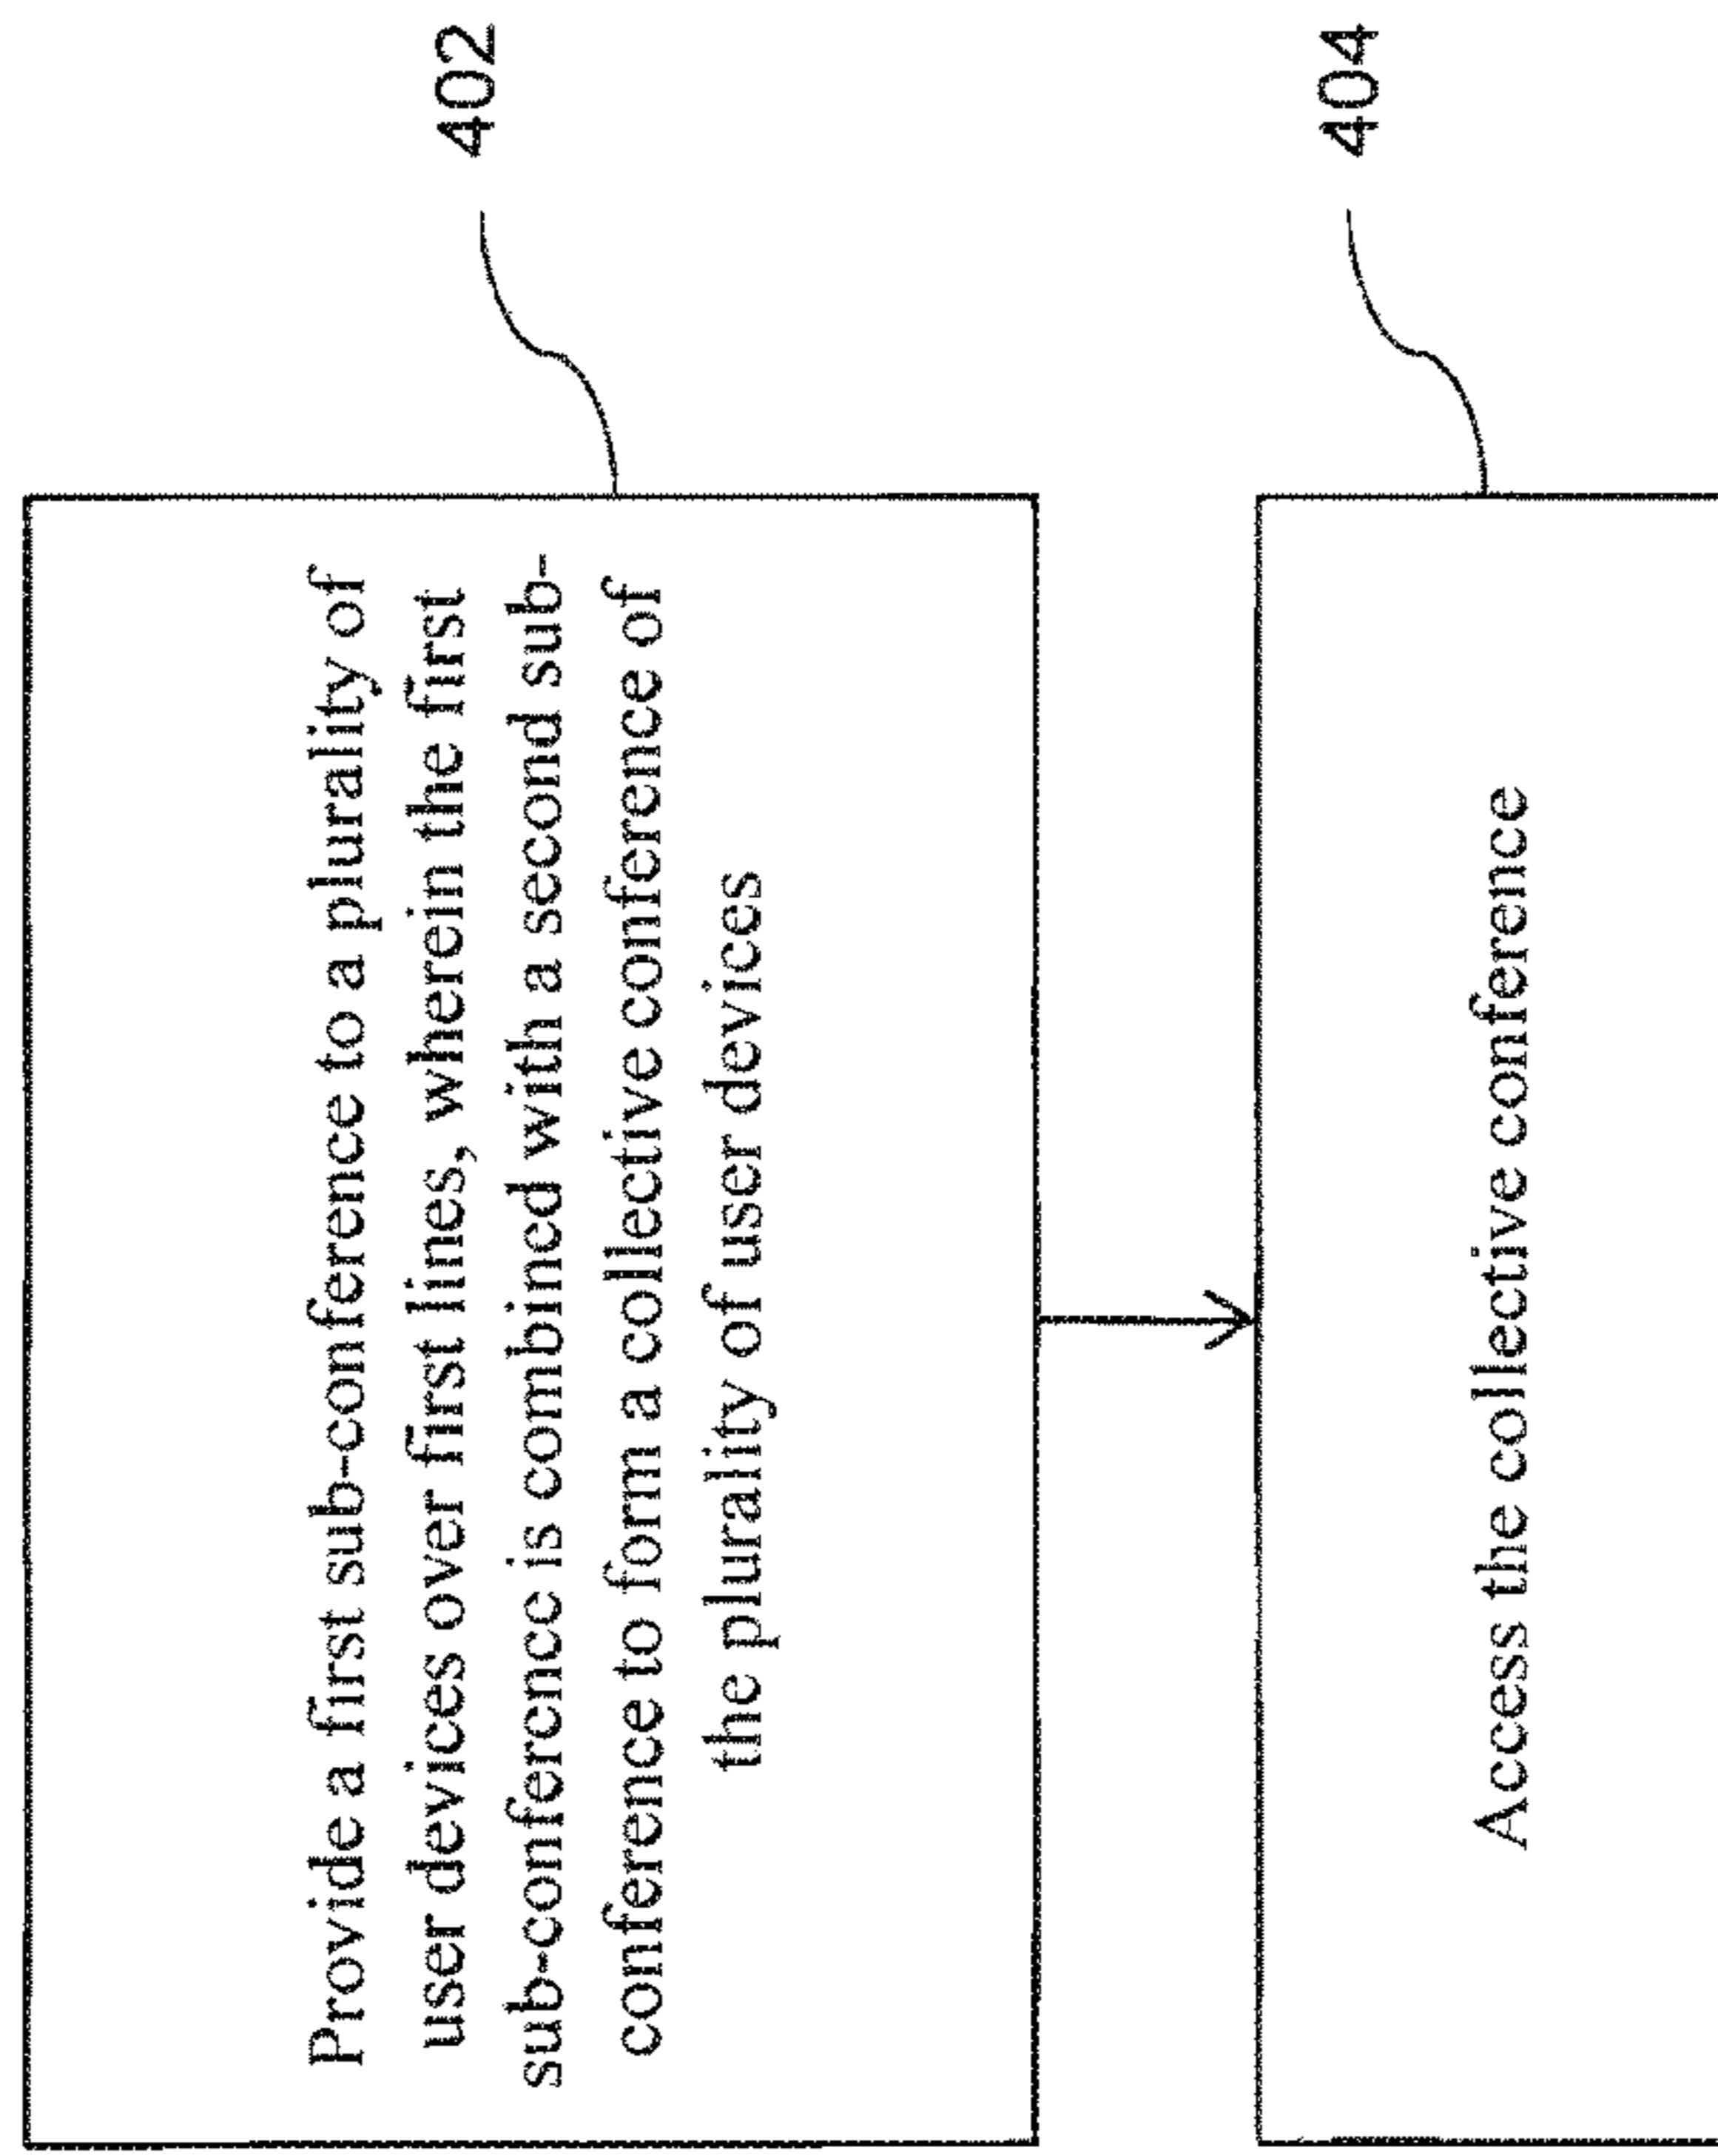 Provide a first sub-conference to a plurality of
user devices over first lines, wherein the first
sub-conference is combined with a second sub-
conference to form a collective conference of
the plurality of user devices
402
Access the collective conference
404